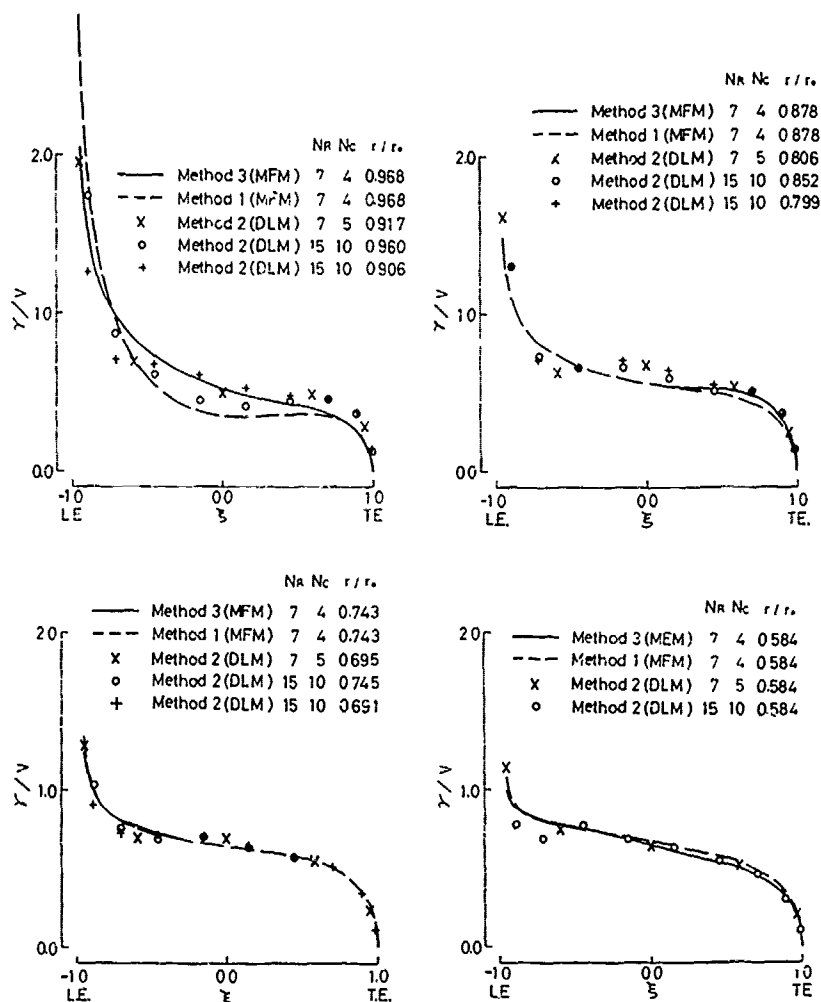 NR NC r/r₀
Method 3 (MFM) 7 4 0.968
Method 1 (MFM) 7 4 0.968
X Method 2 (DLM) 7 5 0.917
o Method 2 (DLM) 15 10 0.960
+ Method 2 (DLM) 15 10 0.906
γ/V
2.0
1.0
0.0
-1.0 0.0 1.0
L.E. ξ T.E.
NR NC r/r₀
Method 3 (MFM) 7 4 0.878
Method 1 (MFM) 7 4 0.878
X Method 2 (DLM) 7 5 0.806
o Method 2 (DLM) 15 10 0.852
+ Method 2 (DLM) 15 10 0.799
γ/V
2.0
1.0
0.0
-1.0 0.0 1.0
L.E. ξ T.E.
NR NC r/r₀
Method 3 (MFM) 7 4 0.743
Method 1 (MFM) 7 4 0.743
X Method 2 (DLM) 7 5 0.695
o Method 2 (DLM) 15 10 0.745
+ Method 2 (DLM) 15 10 0.691
γ/V
2.0
1.0
0.0
-1.0 0.0 1.0
L.E. ξ T.E.
NR NC r/r₀
Method 3 (MEM) 7 4 0.584
Method 1 (MFM) 7 4 0.584
X Method 2 (DLM) 7 5 0.584
o Method 2 (DLM) 15 10 0.584
γ/V
2.0
1.0
0.0
-1.0 0.0 1.0
L.E. ξ T.E.